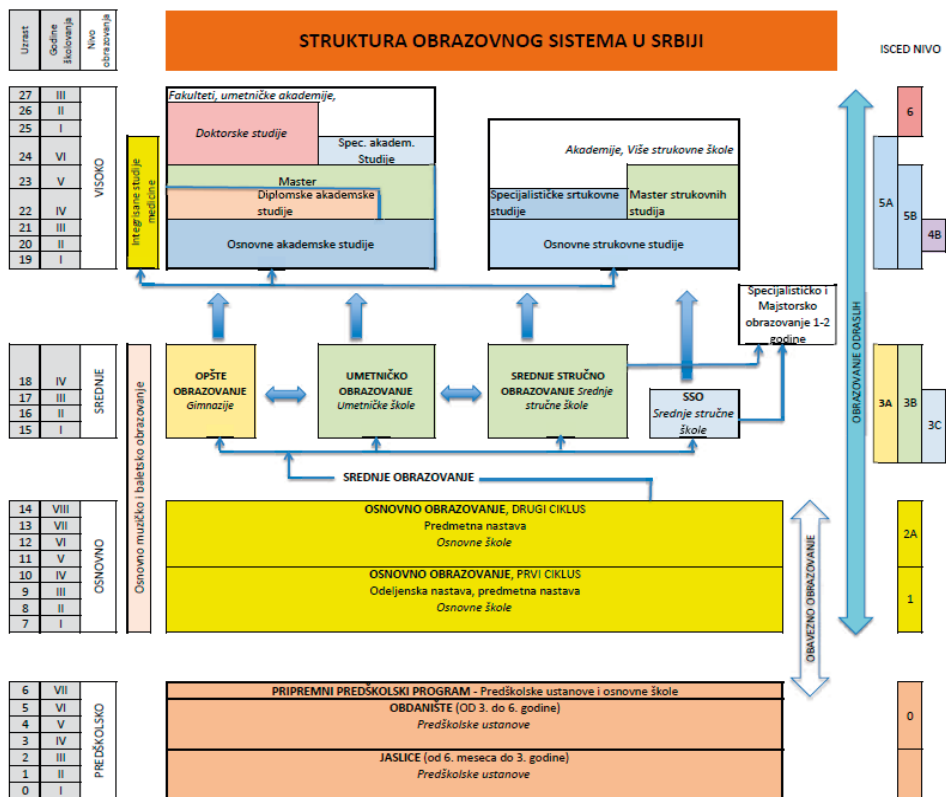 Uzrast
Godine
školovanja
Nivo
obrazovanja
STRUKTURA OBRAZOVNOG SISTEMA U SRBIJI
ISCED NIVO
27 III
26 II
25 I
24 VI
23 V
22 IV
21 III
20 II
19 I
VISOKO
Integrisane studije
medicine
Fakulteti, umetničke akademije,
Doktorske studije
Spec. akadem.
Studije
Master
Diplomske akademske
studije
Osnovne akademske studije
Akademije, Više strukovne škole
Specijalističke srtukovne
studije
Master strukovnih
studija
Osnovne strukovne studije
6
5A
5B
4B
Specijalističko i
Majstorsko
obrazovanje 1-2
godine
OBRAZOVANJE ODRASLIH
18 IV
17 III
16 II
15 I
SREDNJE
Osnovno muzičko i baletsko obrazovanje
OPŠTE
OBRAZOVANJE
Gimnazije
UMETNIČKO
OBRAZOVANJE
Umetničke škole
SREDNJE STRUČNO
OBRAZOVANJE Srednje
stručne škole
SSO
Srednje stručne
škole
3A
3B
3C
SREDNJE OBRAZOVANJE
14 VIII
13 VII
12 VI
11 V
10 IV
9 III
8 II
7 I
OSNOVNO
OSNOVNO OBRAZOVANJE, DRUGI CIKLUS
Predmetna nastava
Osnovne škole
OSNOVNO OBRAZOVANJE, PRVI CIKLUS
Odeljenska nastava, predmetna nastava
Osnovne škole
OBAVEZNO OBRAZOVANJE
2A
1
6 VII
5 VI
4 V
3 IV
2 III
1 II
0 I
PREDŠKOLSKO
PRIPREMNI PREDŠKOLSKI PROGRAM - Predškolske ustanove i osnovne škole
OBDANIŠTE (OD 3. do 6. godine)
Predškolske ustanove
JASLICE (od 6. meseca do 3. godine)
Predškolske ustanove
0